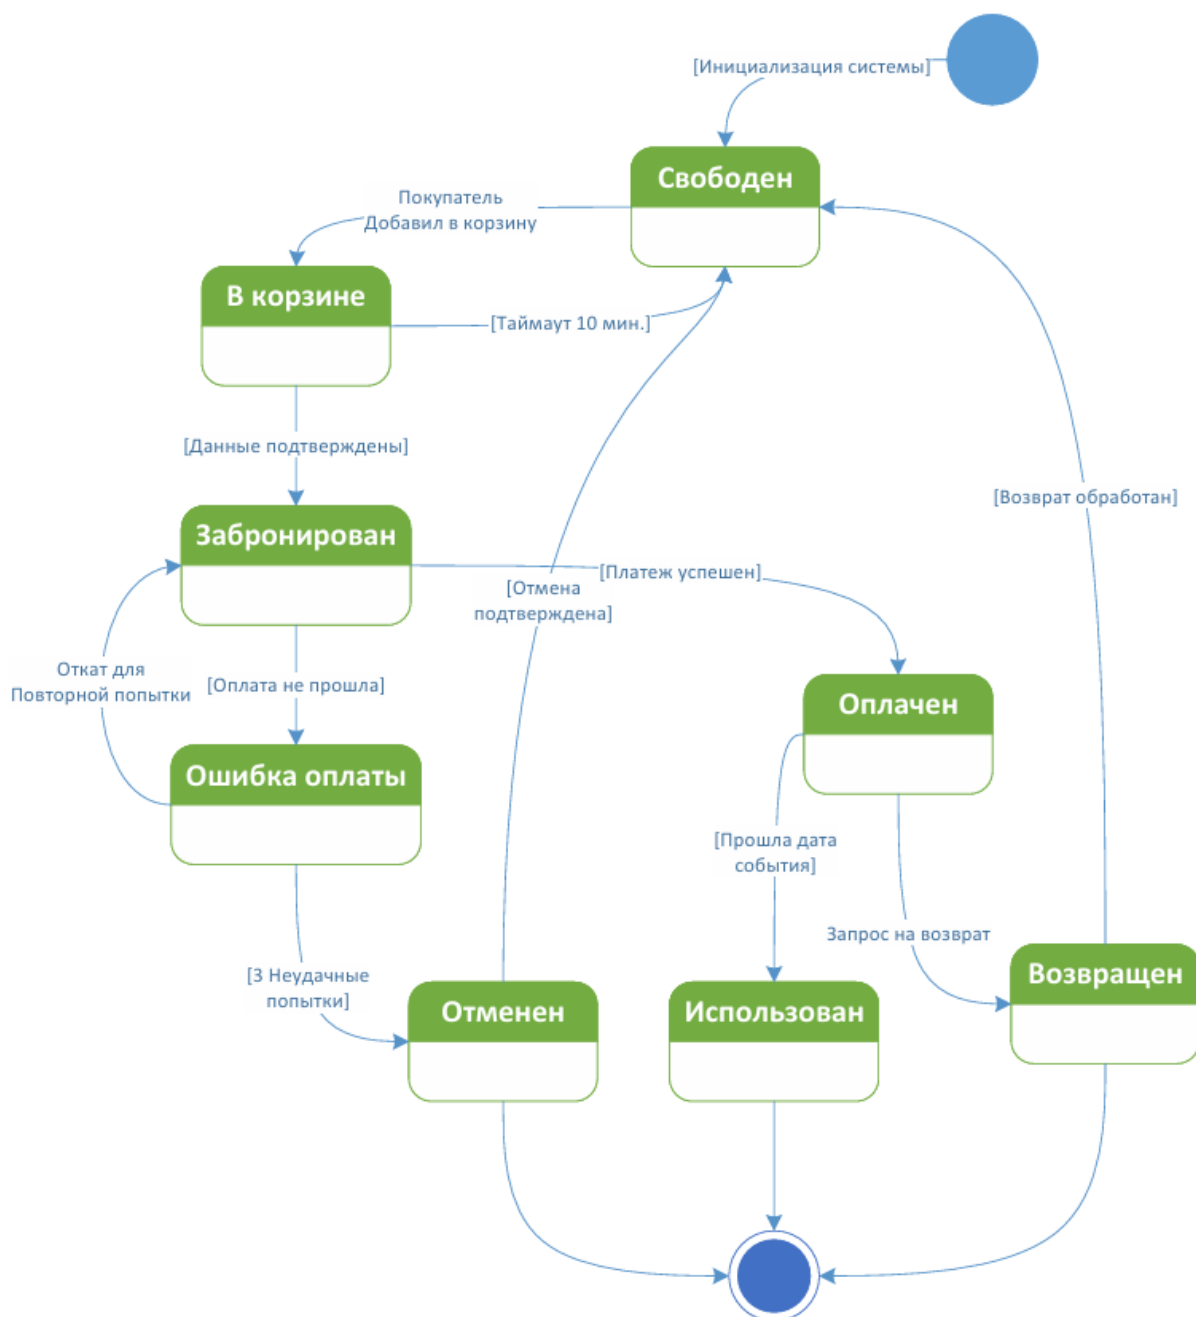 [Инициализация системы]
Свободен
Покупатель
Добавил в корзину
В корзине
[Таймаут 10 мин.]
[Данные подтверждены]
[Возврат обработан]
Забронирован
[Платеж успешен]
[Отмена
подтверждена]
Откат для
Повторной попытки
[Оплата не прошла]
Оплачен
Ошибка оплаты
[Прошла дата
события]
Запрос на возврат
[3 Неудачные
попытки]
Возвращен
Отменен
Использован